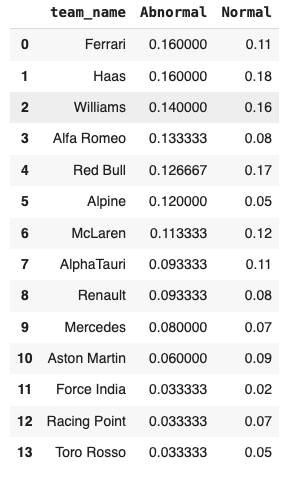 team_name Abnormal Normal
0 Ferrari 0.160000 0.11
1 Haas 0.160000 0.18
2 Williams 0.140000 0.16
3 Alfa Romeo 0.133333 0.08
4 Red Bull 0.126667 0.17
5 Alpine 0.120000 0.05
6 McLaren 0.113333 0.12
7 AlphaTauri 0.093333 0.11
8 Renault 0.093333 0.08
9 Mercedes 0.080000 0.07
10 Aston Martin 0.060000 0.09
11 Force India 0.033333 0.02
12 Racing Point 0.033333 0.07
13 Toro Rosso 0.033333 0.05